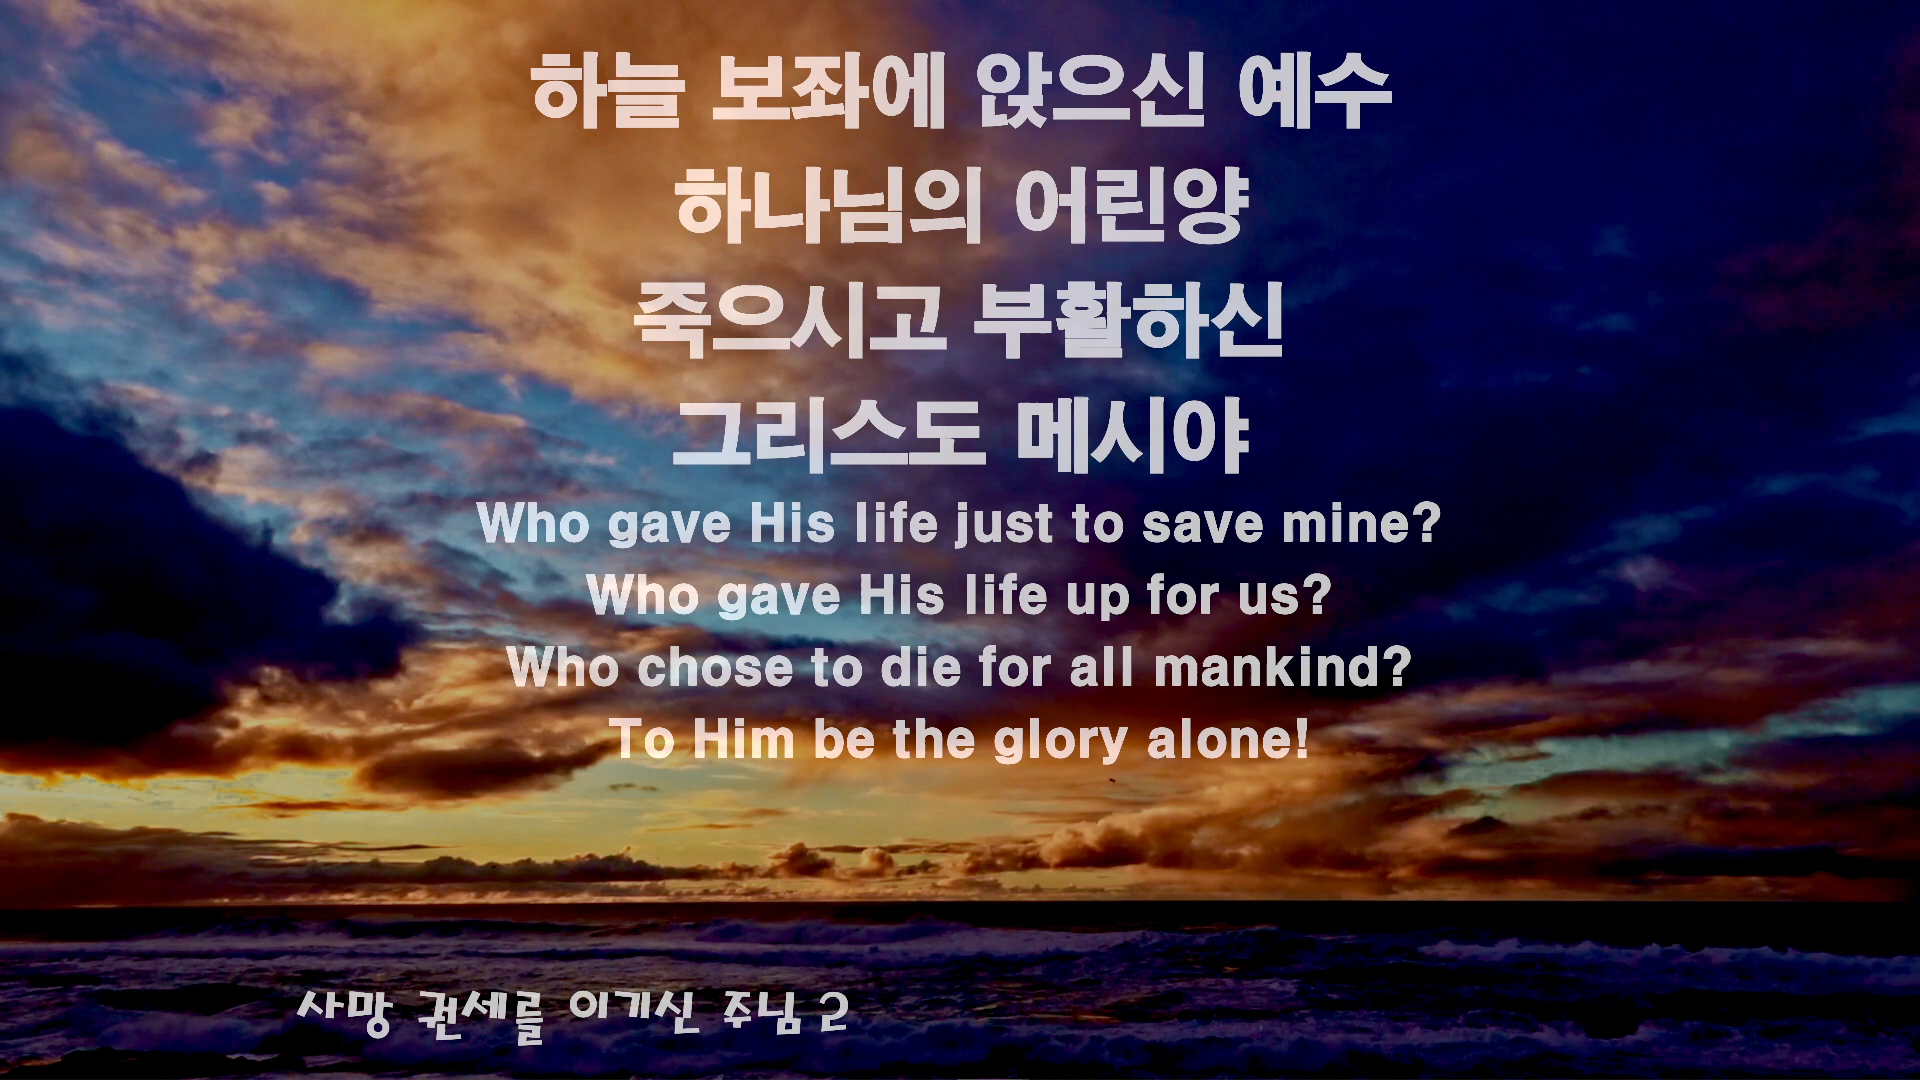 하늘 보좌에 앉으신 예수
하나님의 어린양
죽으시고 부활하신
그리스도 메시야
Who gave His life just to save mine?
Who gave His life up for us?
Who chose to die for all mankind?
To Him be the glory alone!
사망 권세를 이기신 주님 2